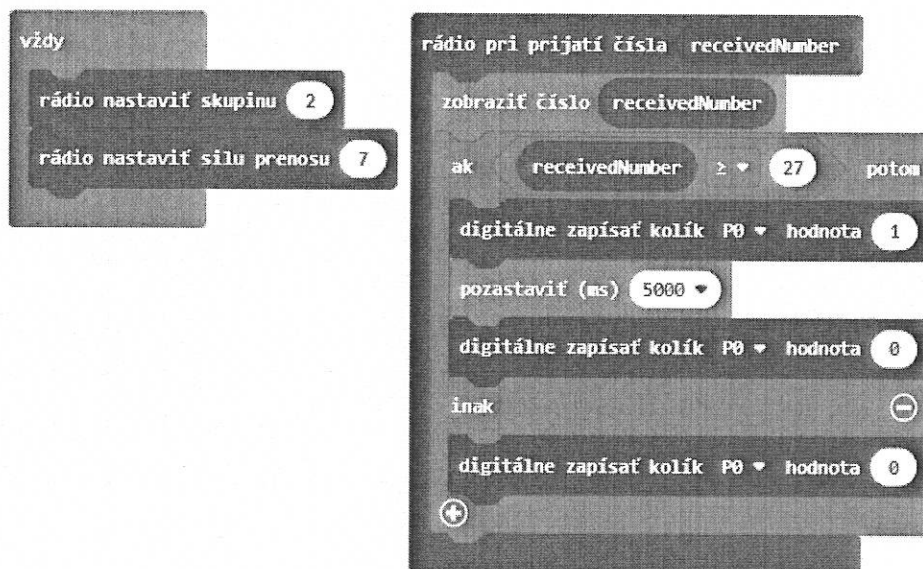 vždy
rádio nastaviť skupinu 2
rádio nastaviť silu prenosu 7
rádio pri prijatí čísla receivedNumber
zobraziť číslo receivedNumber
ak receivedNumber ≥ 27 potom
digitálne zapísať kolík P0 hodnota 1
pozastaviť (ms) 5000
digitálne zapísať kolík P0 hodnota 0
inak
digitálne zapísať kolík P0 hodnota 0